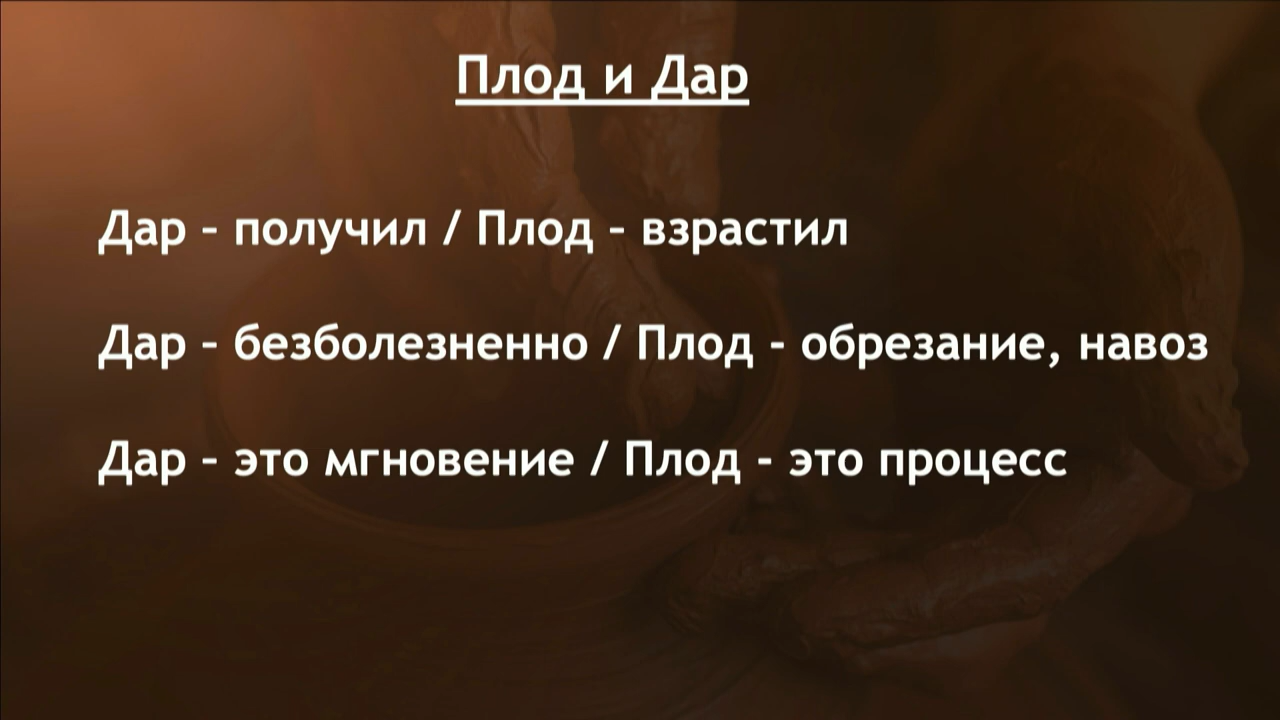 Плод и Дар
Дар – получил / Плод – взрастил
Дар – безболезненно / Плод - обрезание, навоз
Дар – это мгновение / Плод - это процесс